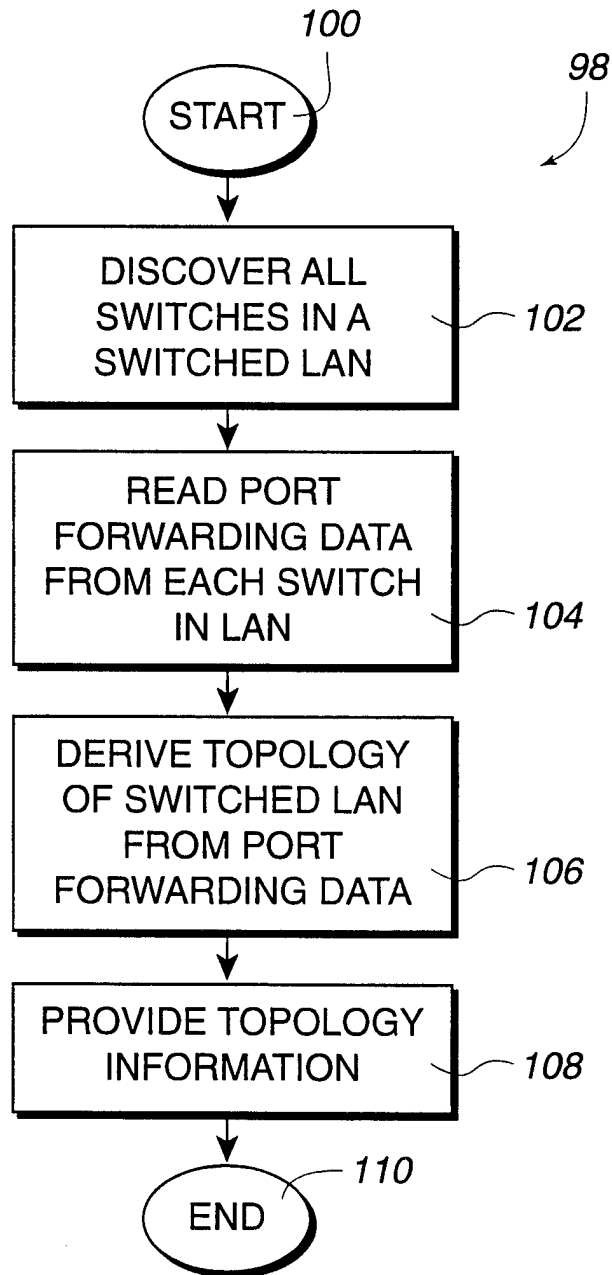 100
98
START
DISCOVER ALL
SWITCHES IN A
SWITCHED LAN
102
READ PORT
FORWARDING DATA
FROM EACH SWITCH
IN LAN
104
DERIVE TOPOLOGY
OF SWITCHED LAN
FROM PORT
FORWARDING DATA
106
PROVIDE TOPOLOGY
INFORMATION
108
110
END